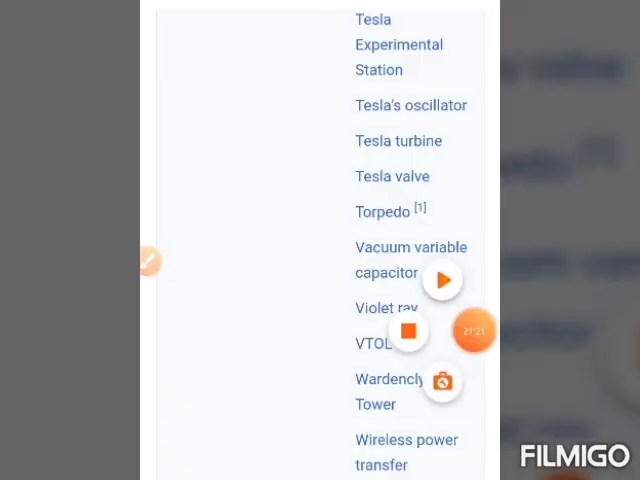 Tesla
Experimental
Station
Tesla's oscillator
Tesla turbine
Tesla valve
Torpedo [1]
Vacuum variable
capacitor
Violet ray
VTOL
21:21
Wardencly
Tower
Wireless power
transfer
FILMIGO